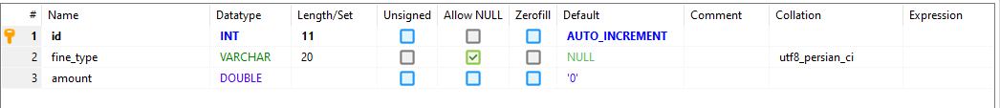 # Name Datatype Length/Set Unsigned Allow NULL Zerofill Default Comment Collation Expression
1 id INT 11 AUTO_INCREMENT
2 fine_type VARCHAR 20 NULL utf8_persian_ci
3 amount DOUBLE '0'